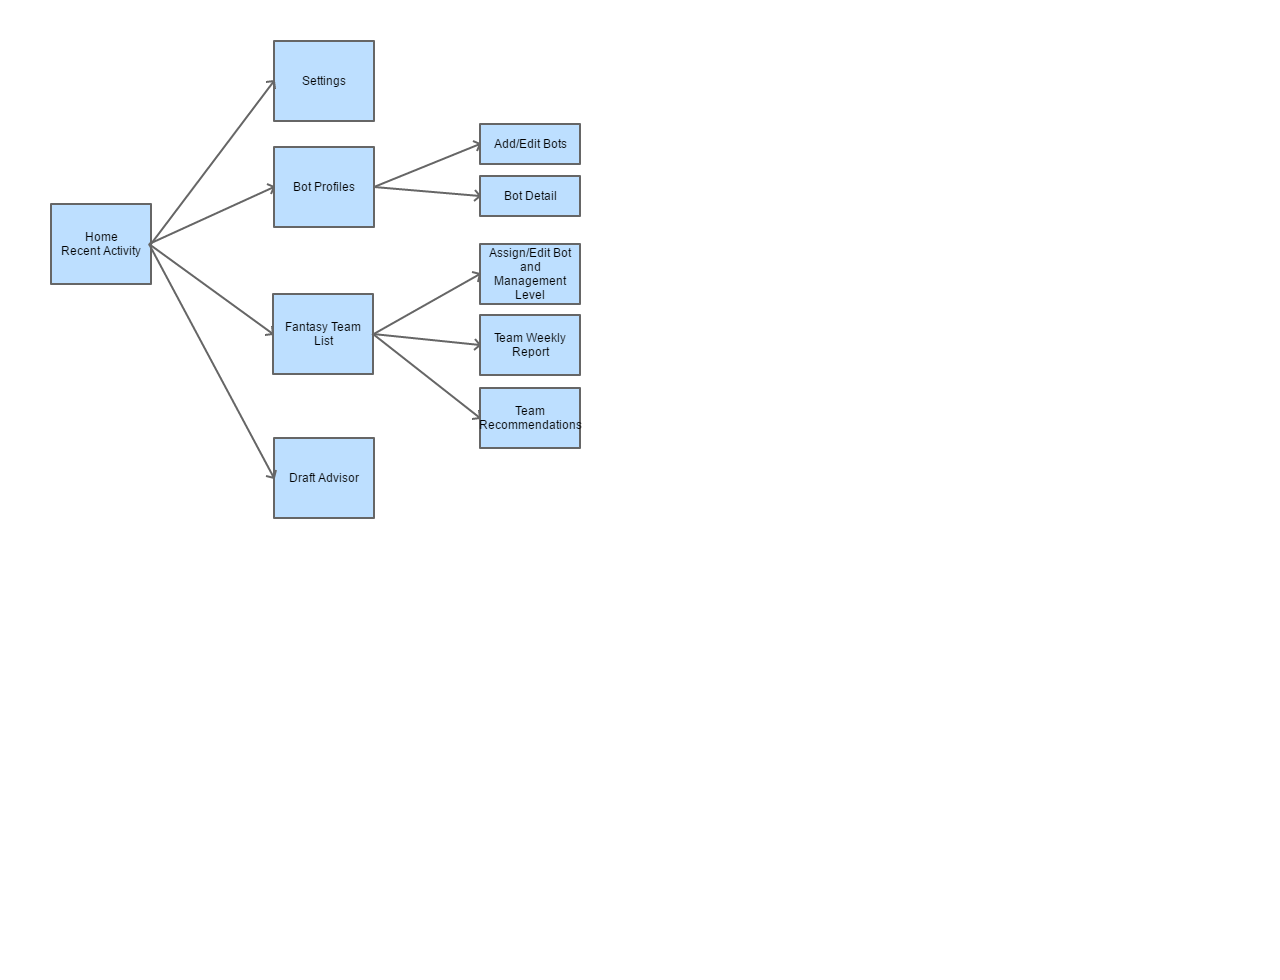 Settings
Add/Edit Bots
Bot Profiles
Bot Detail
Home
Recent Activity
Assign/Edit Bot
and
Management
Level
Fantasy Team
List
Team Weekly
Report
Team
Recommendations
Draft Advisor